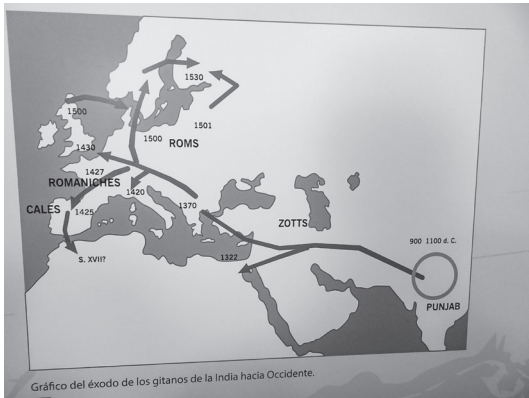 1530
1500
1501
1500
ROMS
1430
1427
ROMANICHES
1420
CALES
1425
1370
ZOTTS
900 1100 d. C.
S. XVII?
1322
PUNJAB
Gráfico del éxodo de los gitanos de la India hacia Occidente.